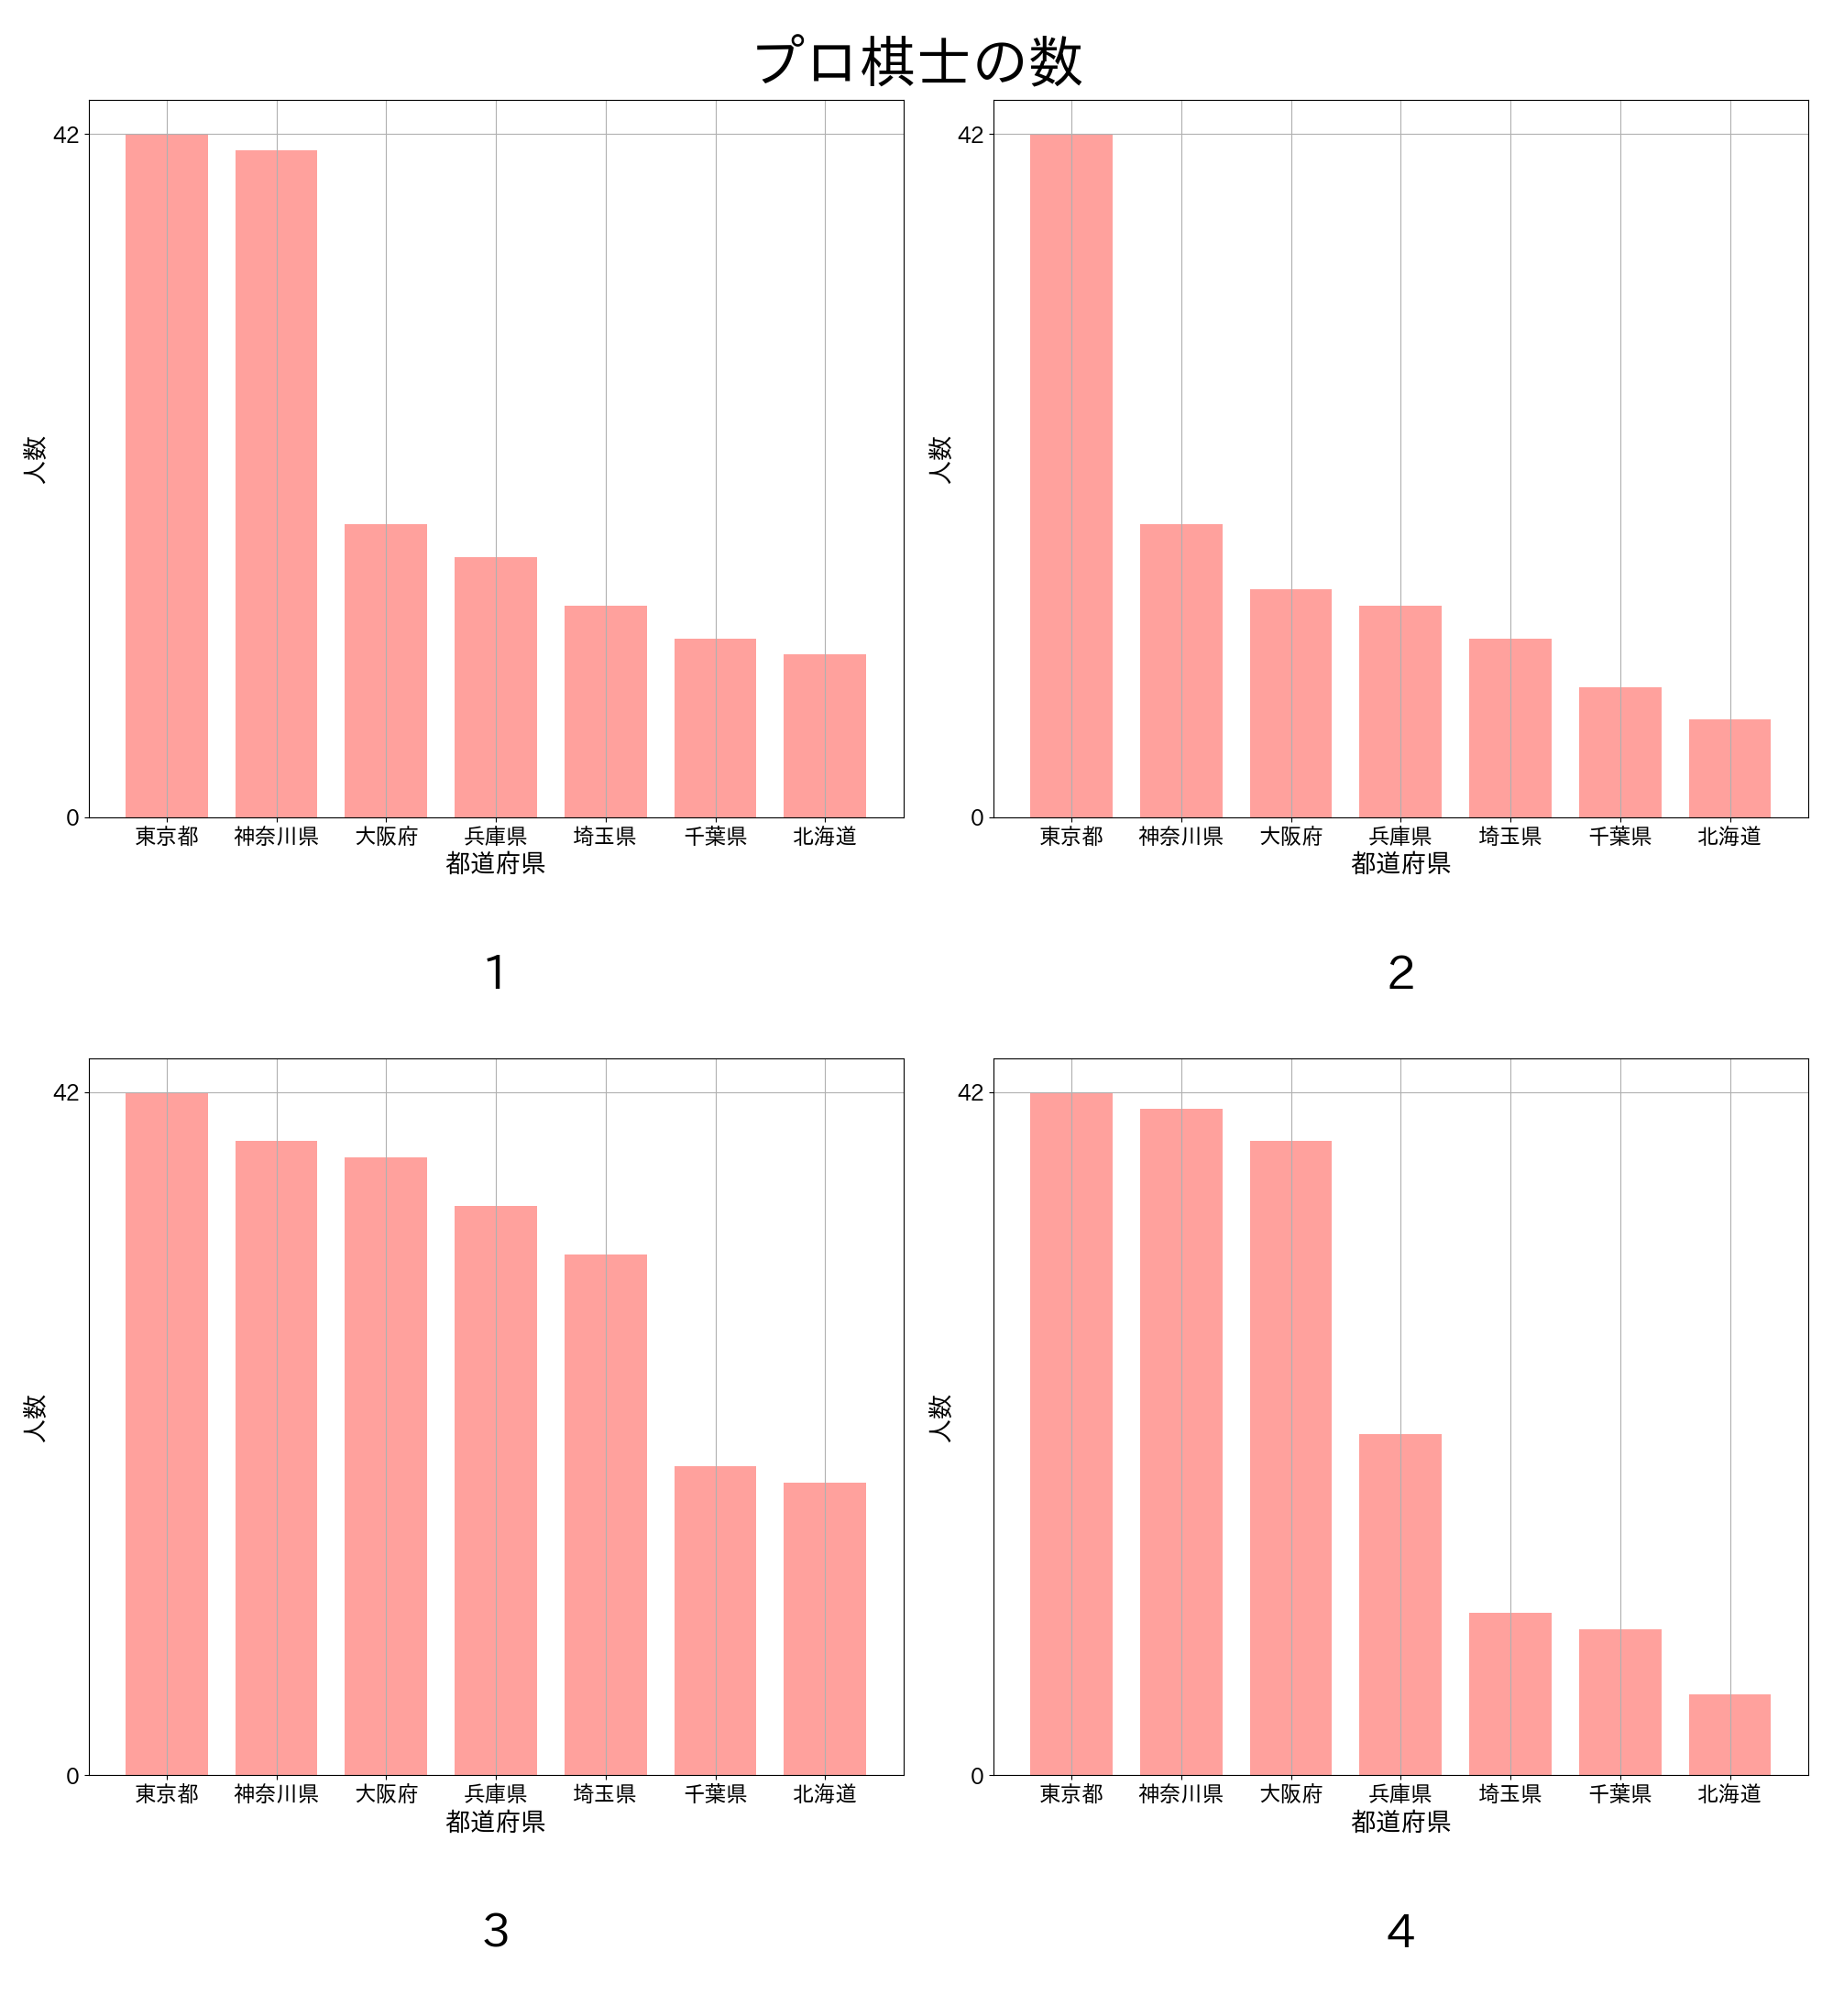 プロ棋士の数
42
人数
0
東京都 神奈川県 大阪府 兵庫県 埼玉県 千葉県 北海道
都道府県
1
42
人数
0
東京都 神奈川県 大阪府 兵庫県 埼玉県 千葉県 北海道
都道府県
2
42
人数
0
東京都 神奈川県 大阪府 兵庫県 埼玉県 千葉県 北海道
都道府県
3
42
人数
0
東京都 神奈川県 大阪府 兵庫県 埼玉県 千葉県 北海道
都道府県
4